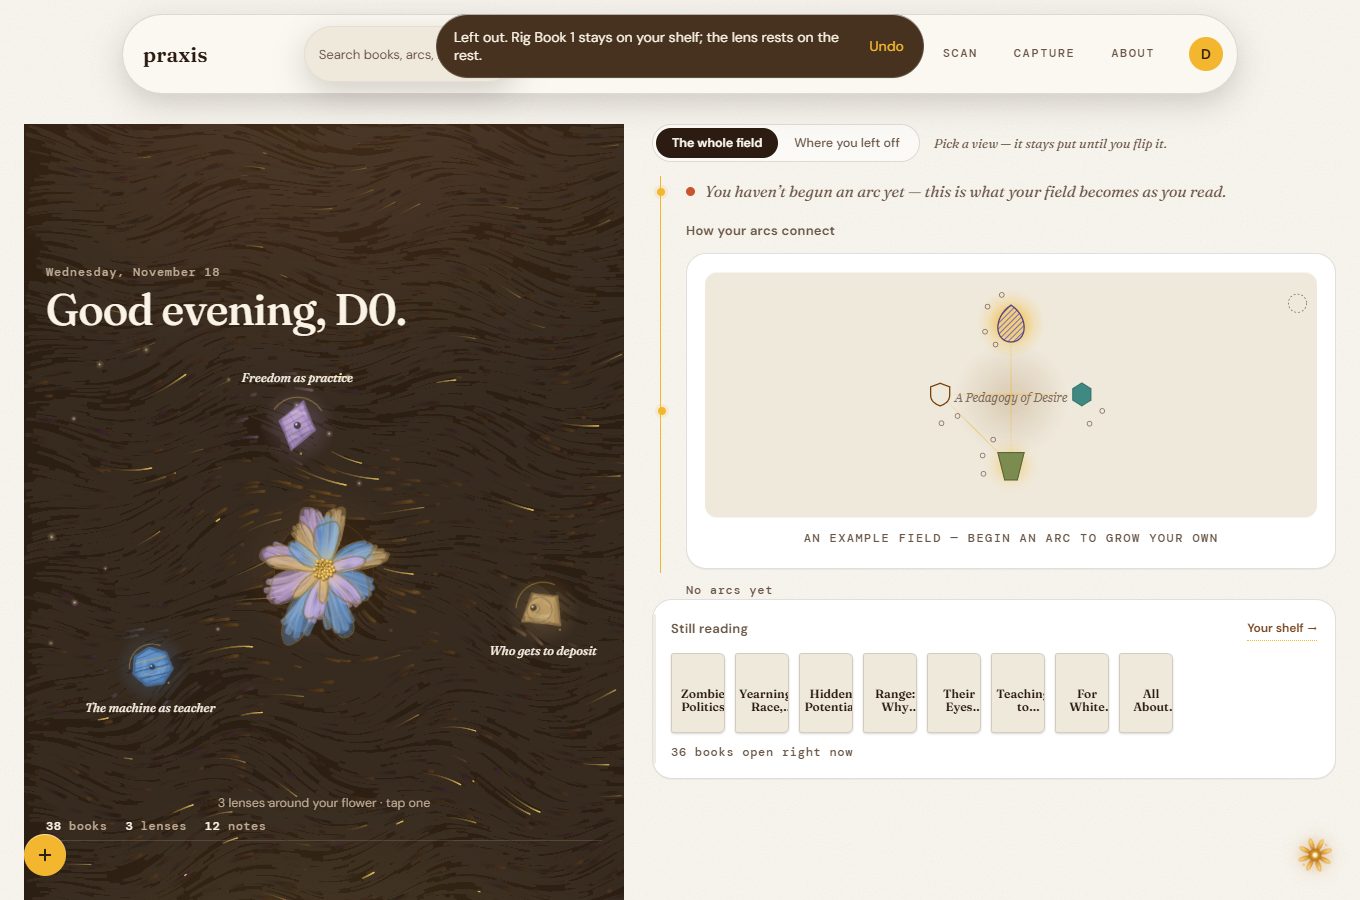 praxis
Search books, arcs,
Left out. Rig Book 1 stays on your shelf; the lens rests on the
rest.
Undo
SCAN
CAPTURE
ABOUT
D
Wednesday, November 18
Good evening, D0.
Freedom as practice
Who gets to deposit
The machine as teacher
3 lenses around your flower · tap one
38 books 3 lenses 12 notes
+
The whole field
Where you left off
Pick a view — it stays put until you flip it.
You haven’t begun an arc yet — this is what your field becomes as you read.
How your arcs connect
A Pedagogy of Desire
AN EXAMPLE FIELD — BEGIN AN ARC TO GROW YOUR OWN
No arcs yet
Still reading
Your shelf →
Zombie
Politics
Yearning
Race,..
Hidden
Potentia
Range:
Why..
Their
Eyes..
Teaching
to...
For
White.
All
About.
36 books open right now